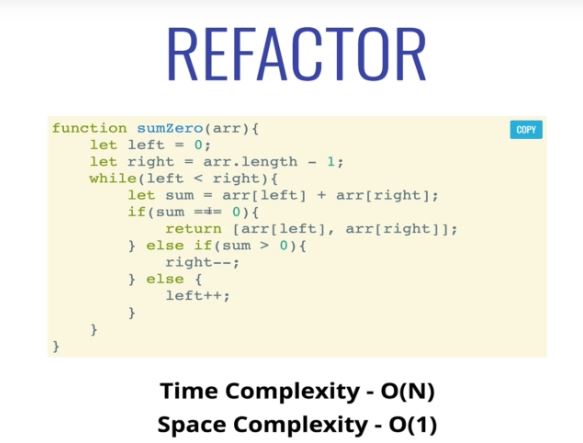 REFACTOR
function sumZero(arr){
COPY
    let left = 0;
    let right = arr.length - 1;
    while(left < right){
        let sum = arr[left] + arr[right];
        if(sum === 0){
            return [arr[left], arr[right]];
        } else if(sum > 0){
            right--;
        } else {
            left++;
        }
    }
}
Time Complexity - O(N)
Space Complexity - O(1)